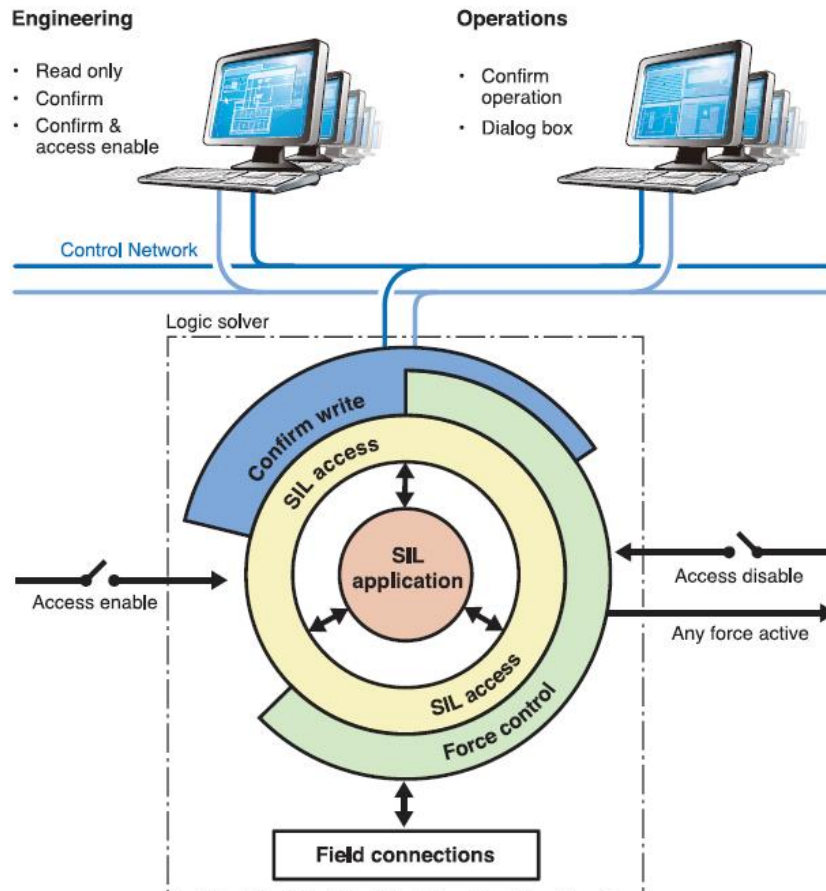 Engineering
• Read only
• Confirm
• Confirm &
access enable
Operations
• Confirm
operation
• Dialog box
Control Network
Logic solver
Confirm write
SIL access
SIL
application
SIL access
Force control
Access enable
Access disable
Any force active
Field connections